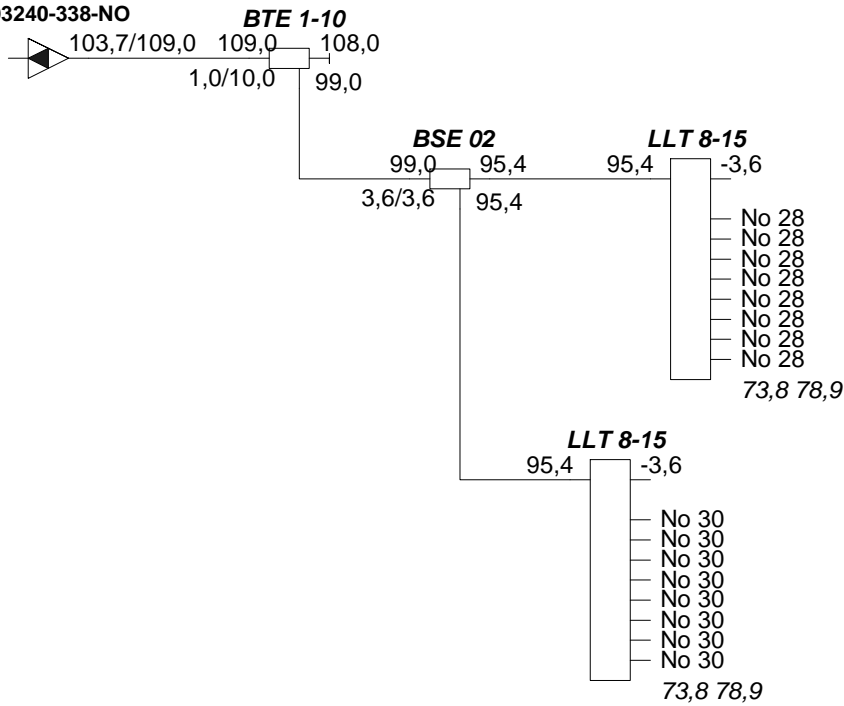 03240-338-NO
BTE 1-10
103,7/109,0 109,0 108,0
1,0/10,0 99,0
BSE 02 LLT 8-15
99,0 95,4 95,4 -3,6
3,6/3,6 95,4
No 28
No 28
No 28
No 28
No 28
No 28
No 28
No 28
73,8 78,9
LLT 8-15
95,4 -3,6
No 30
No 30
No 30
No 30
No 30
No 30
No 30
No 30
73,8 78,9